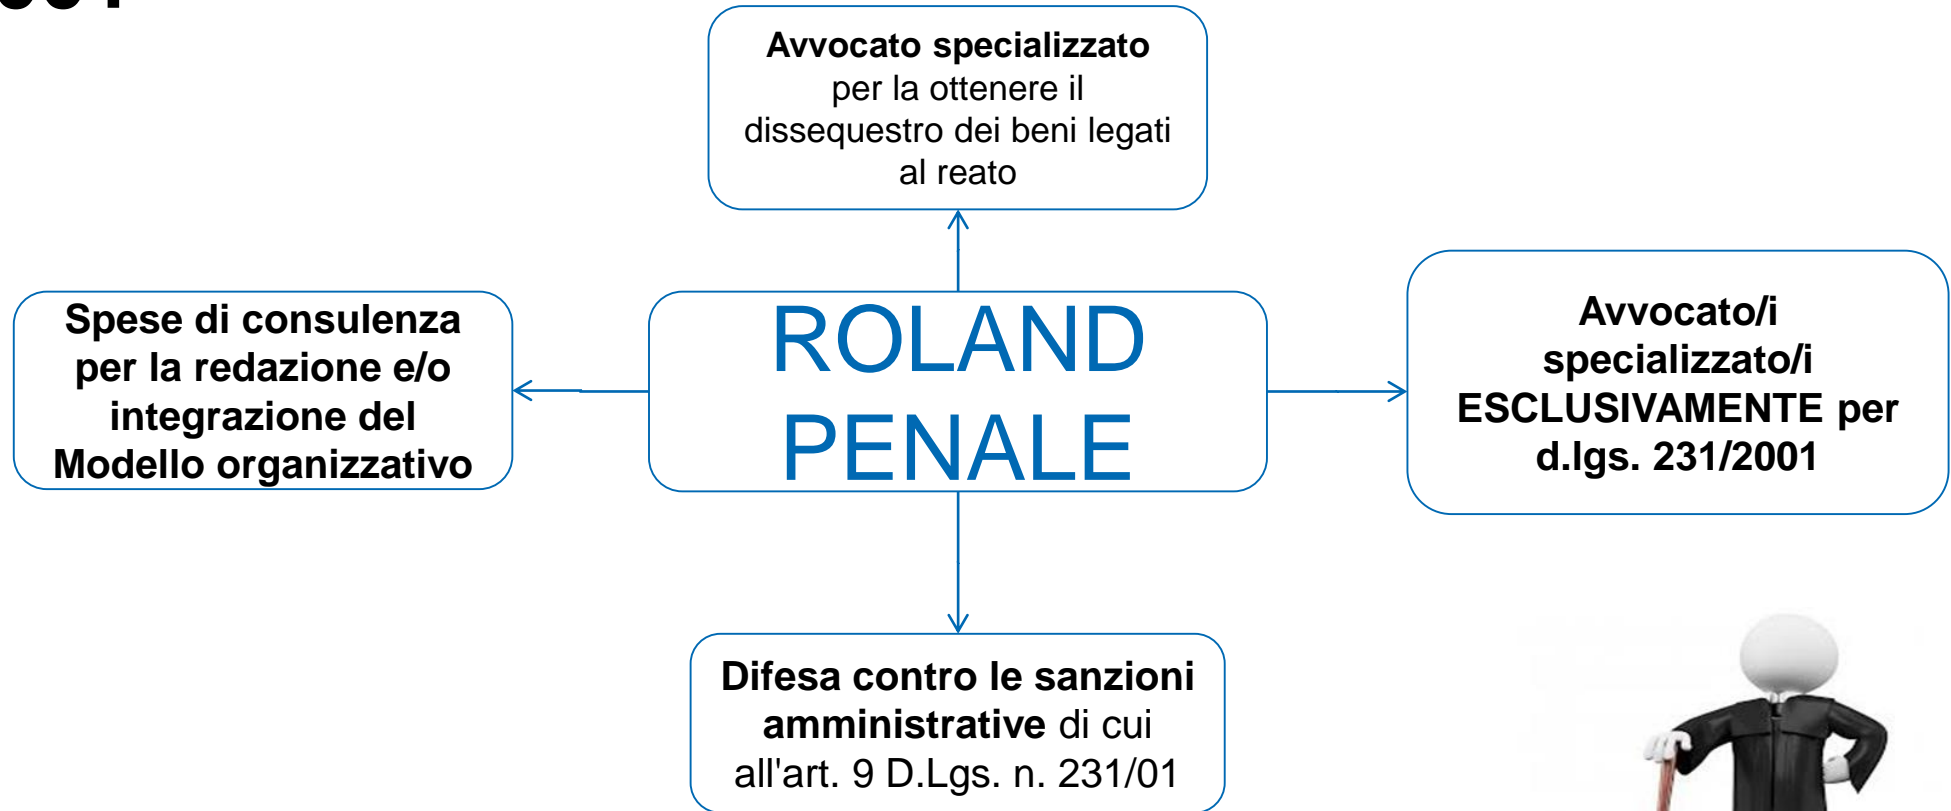 Avvocato specializzato
per la ottenere il
dissequestro dei beni legati
al reato
Spese di consulenza
per la redazione e/o
integrazione del
Modello organizzativo
ROLAND
PENALE
Avvocato/i
specializzato/i
ESCLUSIVAMENTE per
d.lgs. 231/2001
Difesa contro le sanzioni
amministrative di cui
all'art. 9 D.Lgs. n. 231/01